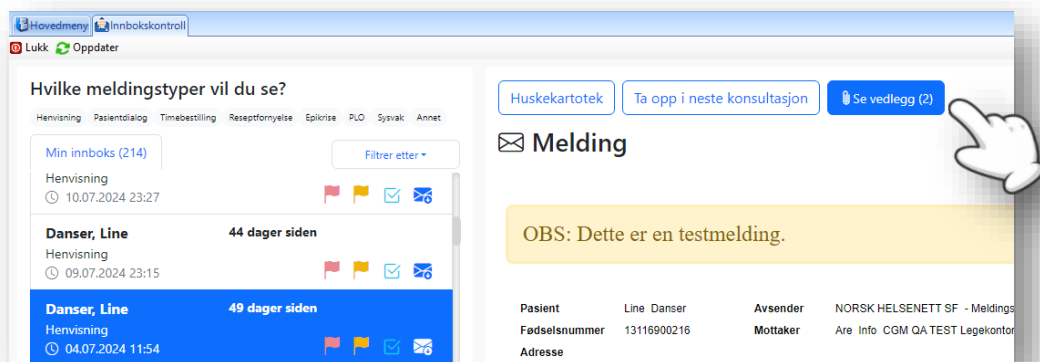 Hovedmeny Innbokskontroll
Lukk Oppdater
Hvilke meldingstyper vil du se?
Henvisning Pasientdialog Timebestilling Reseptfornyelse Epikrise PLO Sysvak Annet
Min innboks (214) Filtrer etter
Henvisning
10.07.2024 23:27
Danser, Line 44 dager siden
Henvisning
09.07.2024 23:15
Danser, Line 49 dager siden
Henvisning
04.07.2024 11:54
Huskekartotek Ta opp i neste konsultasjon Se vedlegg (2)
Melding
OBS: Dette er en testmelding.
Pasient Line Danser Avsender NORSK HELSENETT SF - Meldings
Fødselsnummer 13116900216 Mottaker Are Info CGM QA TEST Legekontor
Adresse